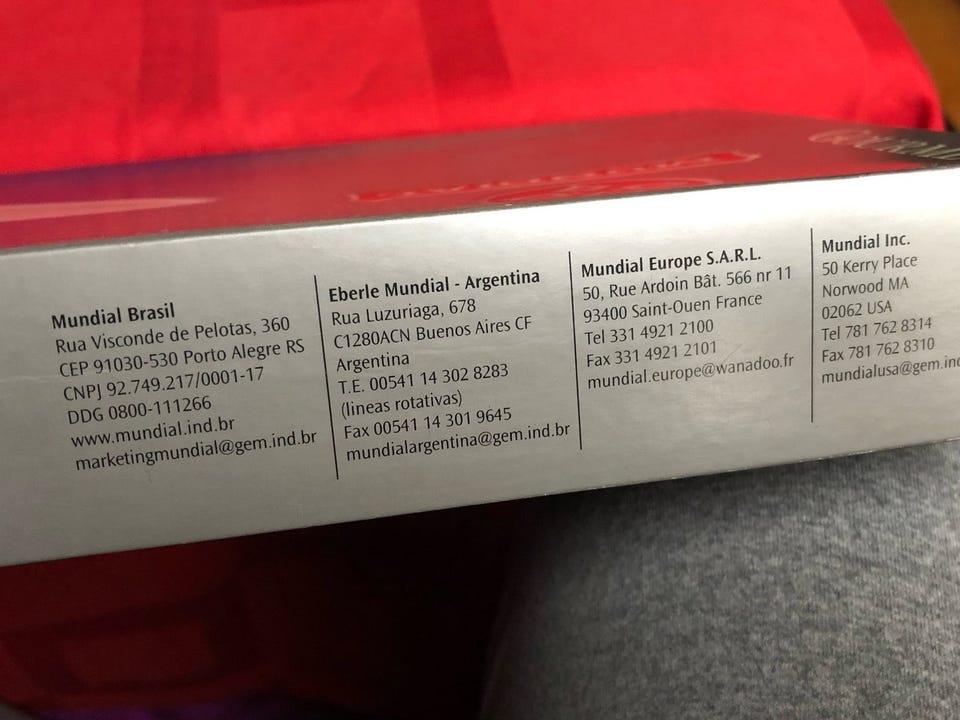 Mundial Brasil
Rua Visconde de Pelotas, 360
CEP 91030-530 Porto Alegre RS
CNPJ 92.749.217/0001-17
DDG 0800-111266
www.mundial.ind.br
marketingmundial@gem.ind.br
Eberle Mundial - Argentina
Rua Luzuriaga, 678
C1280ACN Buenos Aires CF
Argentina
T.E. 00541 14 302 8283
(lineas rotativas)
Fax 00541 14 301 9645
mundialargentina@gem.ind.br
Mundial Europe S.A.R.L.
50, Rue Ardoin Bât. 566 nr 11
93400 Saint-Ouen France
Tel 331 4921 2100
Fax 331 4921 2101
mundial.europe@wanadoo.fr
Mundial Inc.
50 Kerry Place
Norwood MA
02062 USA
Tel 781 762 8314
Fax 781 762 8310